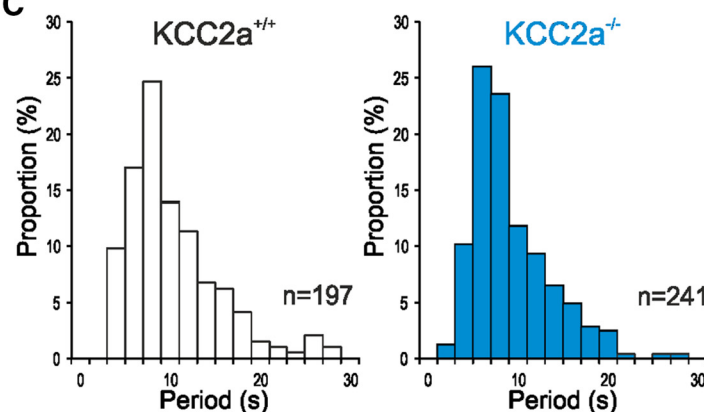 C
KCC2a+/+
Proportion (%)
30
25
20
15
10
5
0
n=197
0 10 20 30
Period (s)
KCC2a-/-
Proportion (%)
30
25
20
15
10
5
0
n=241
0 10 20 30
Period (s)